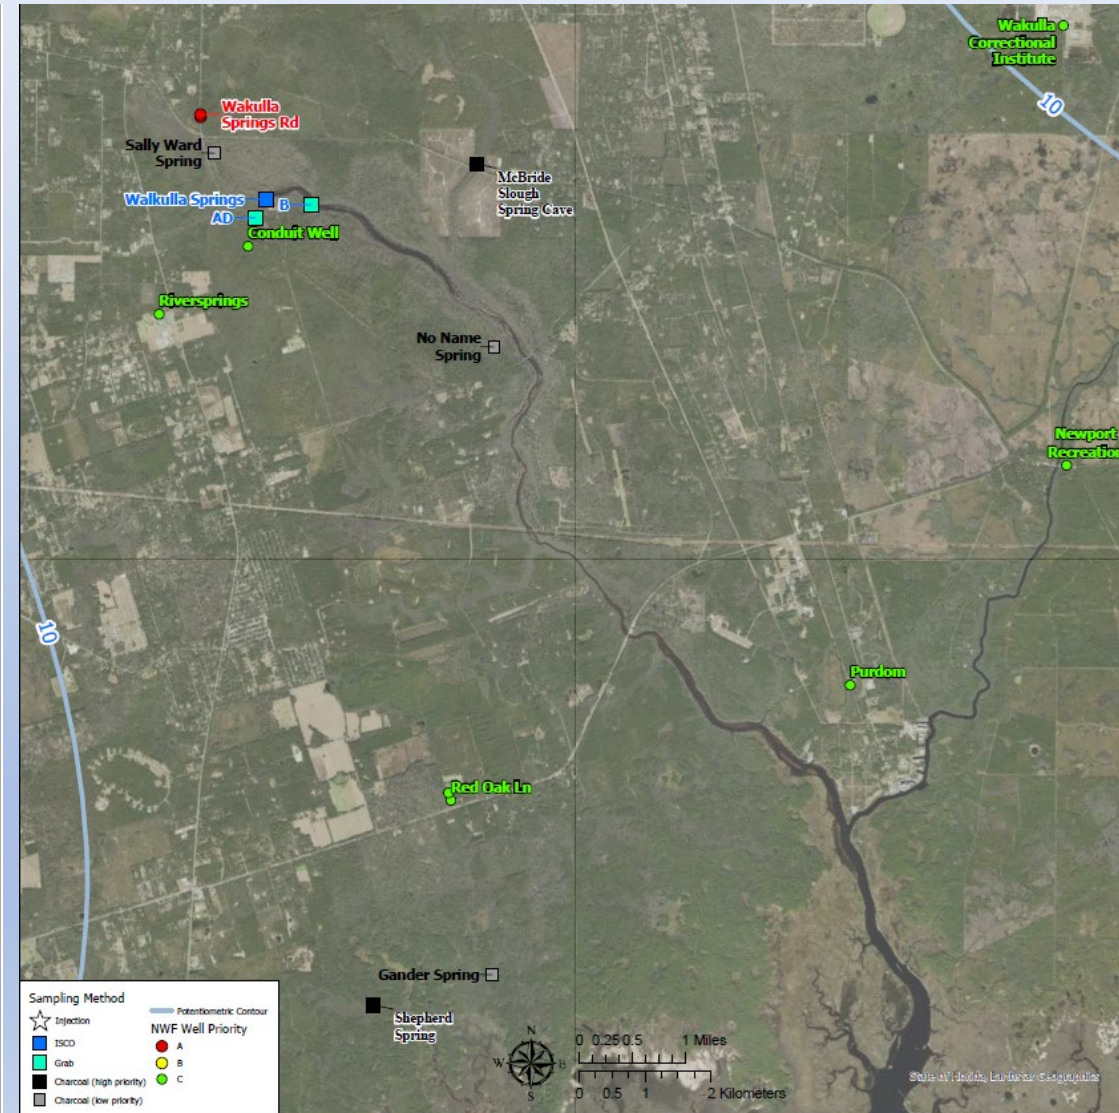 Wakulla
Correctional
Institute
10
Wakulla
Springs Rd
Sally Ward
Spring
McBride
Slough
Spring Cave
Walkulla Springs
B
AD
Conduit Well
Riversprings
No Name
Spring
Newport
Recreation
10
Purdom
Red Oak Ln
Gander Spring
Shepherd
Spring
Sampling Method
Injection
ISCO
Grab
Charcoal (high priority)
Charcoal (low priority)
Potentiometric Contour
NWF Well Priority
A
B
C
N
W E
S
0 0.25 0.5 1 Miles
0 0.5 1 2 Kilometers
State of Florida, Earthstar Geographics